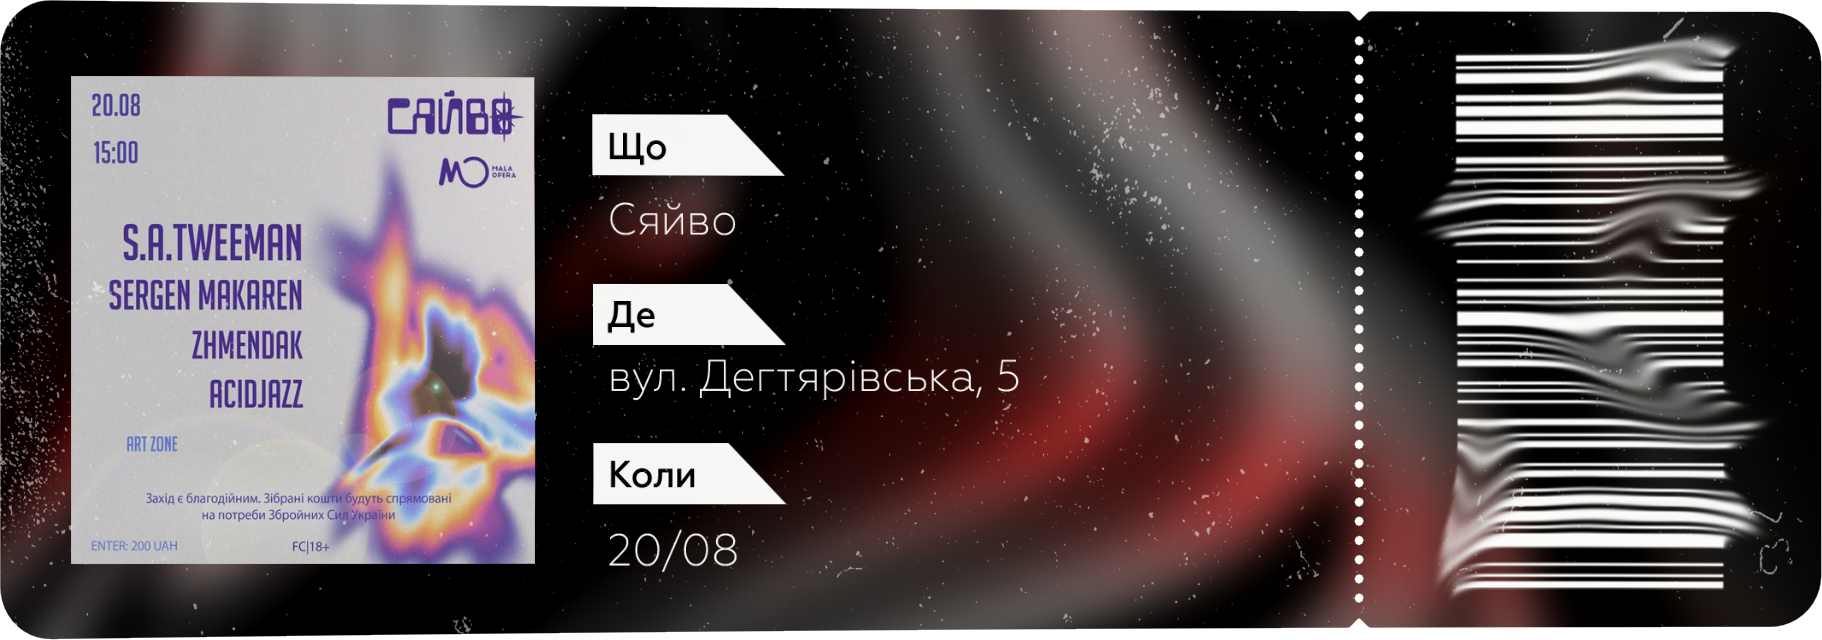 20.08
15:00
СЯЙВО
MO MALA OPERA
S.A.TWEEMAN
SERGEN MAKAREN
ZHMENDAK
ACIDJAZZ
ART ZONE
Захід є благодійним. Зібрані кошти будуть спрямовані
на потреби Збройних Сил України
ENTER: 200 UAH
FC|18+
Що
Сяйво
Де
вул. Дегтярівська, 5
Коли
20/08